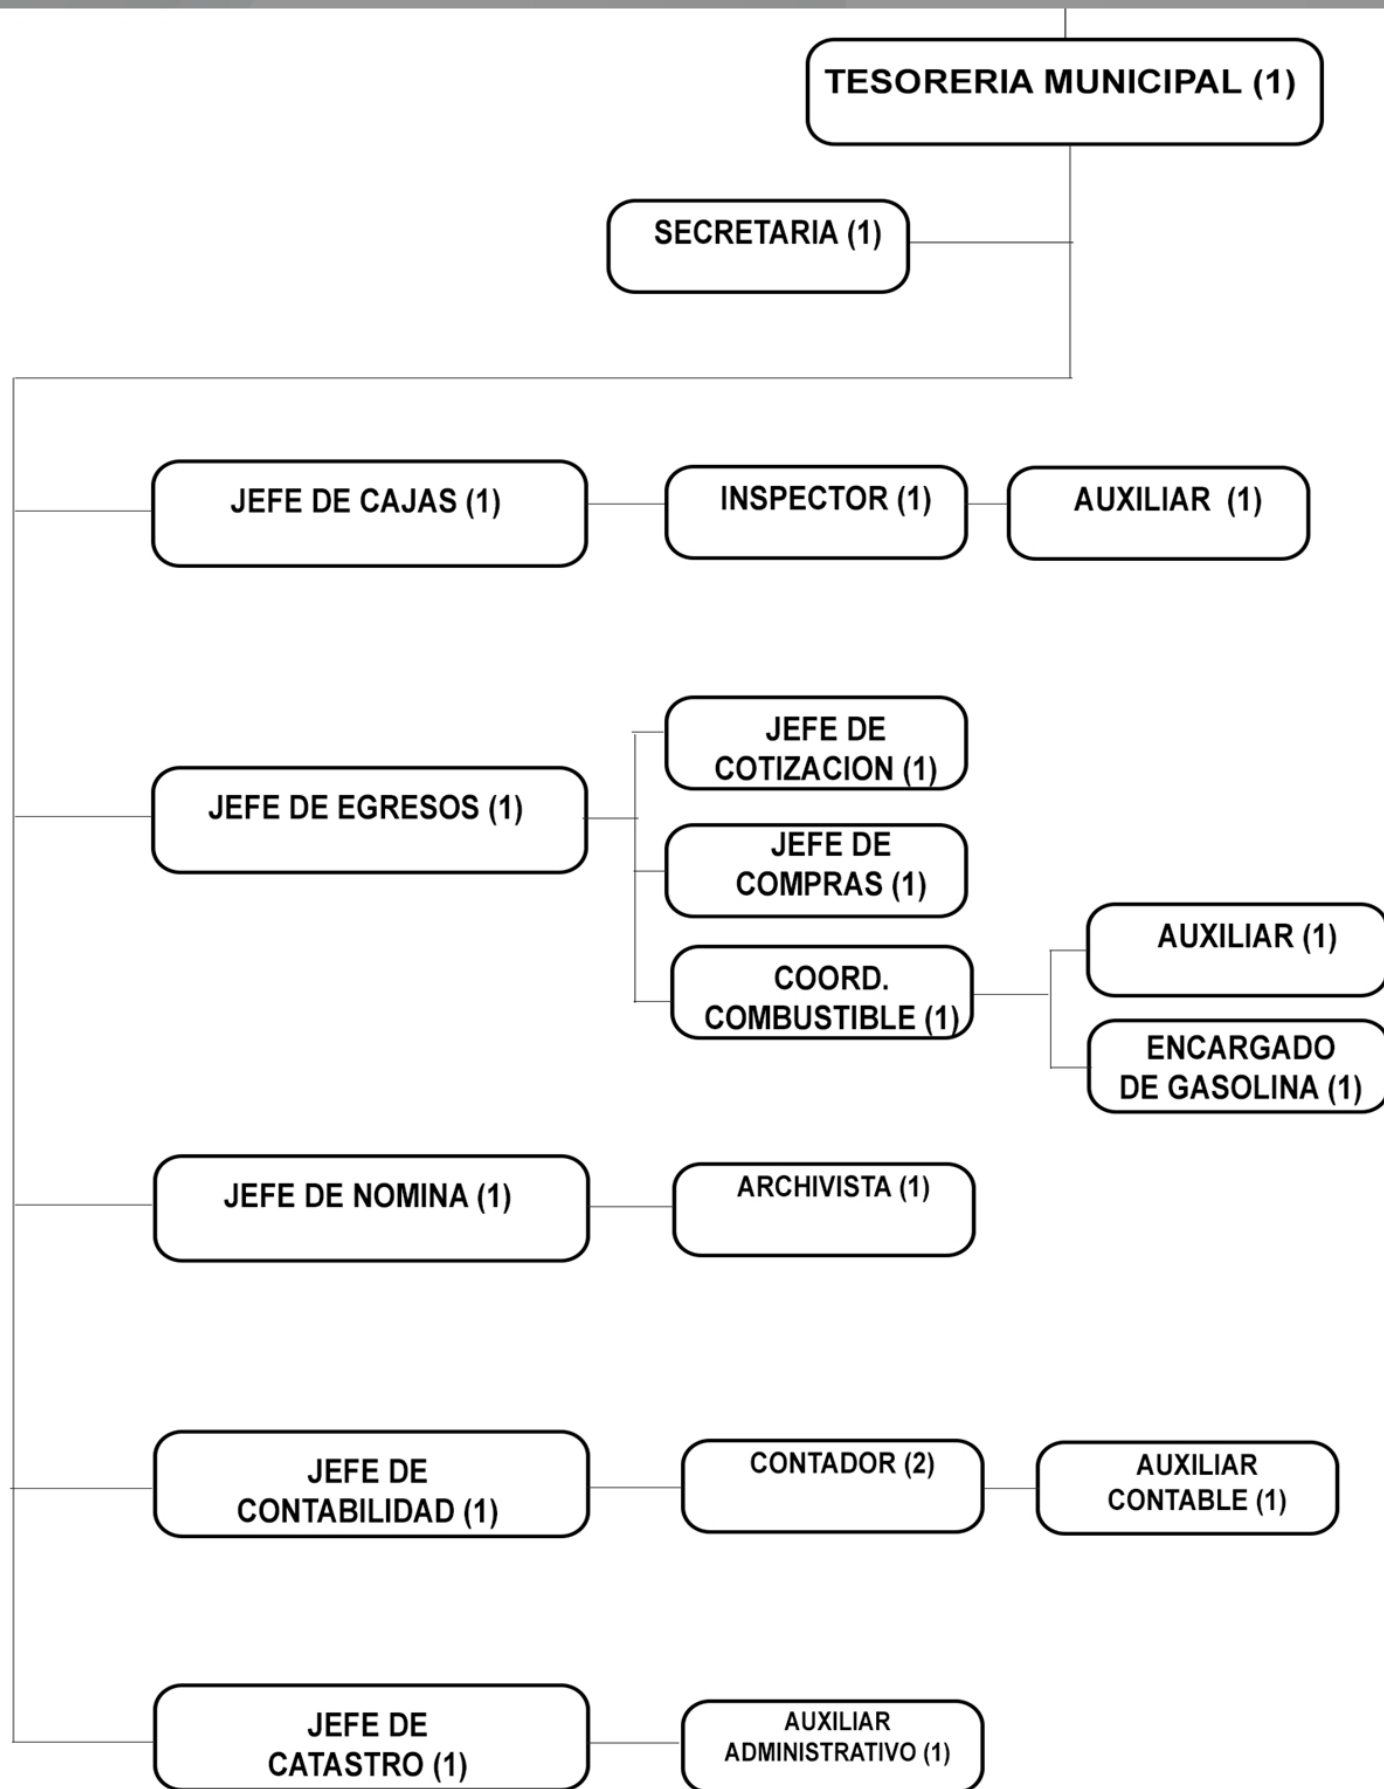 TESORERIA MUNICIPAL (1)
SECRETARIA (1)
JEFE DE CAJAS (1)
INSPECTOR (1)
AUXILIAR (1)
JEFE DE EGRESOS (1)
JEFE DE
COTIZACION (1)
JEFE DE
COMPRAS (1)
COORD.
COMBUSTIBLE (1)
AUXILIAR (1)
ENCARGADO
DE GASOLINA (1)
JEFE DE NOMINA (1)
ARCHIVISTA (1)
JEFE DE
CONTABILIDAD (1)
CONTADOR (2)
AUXILIAR
CONTABLE (1)
JEFE DE
CATASTRO (1)
AUXILIAR
ADMINISTRATIVO (1)